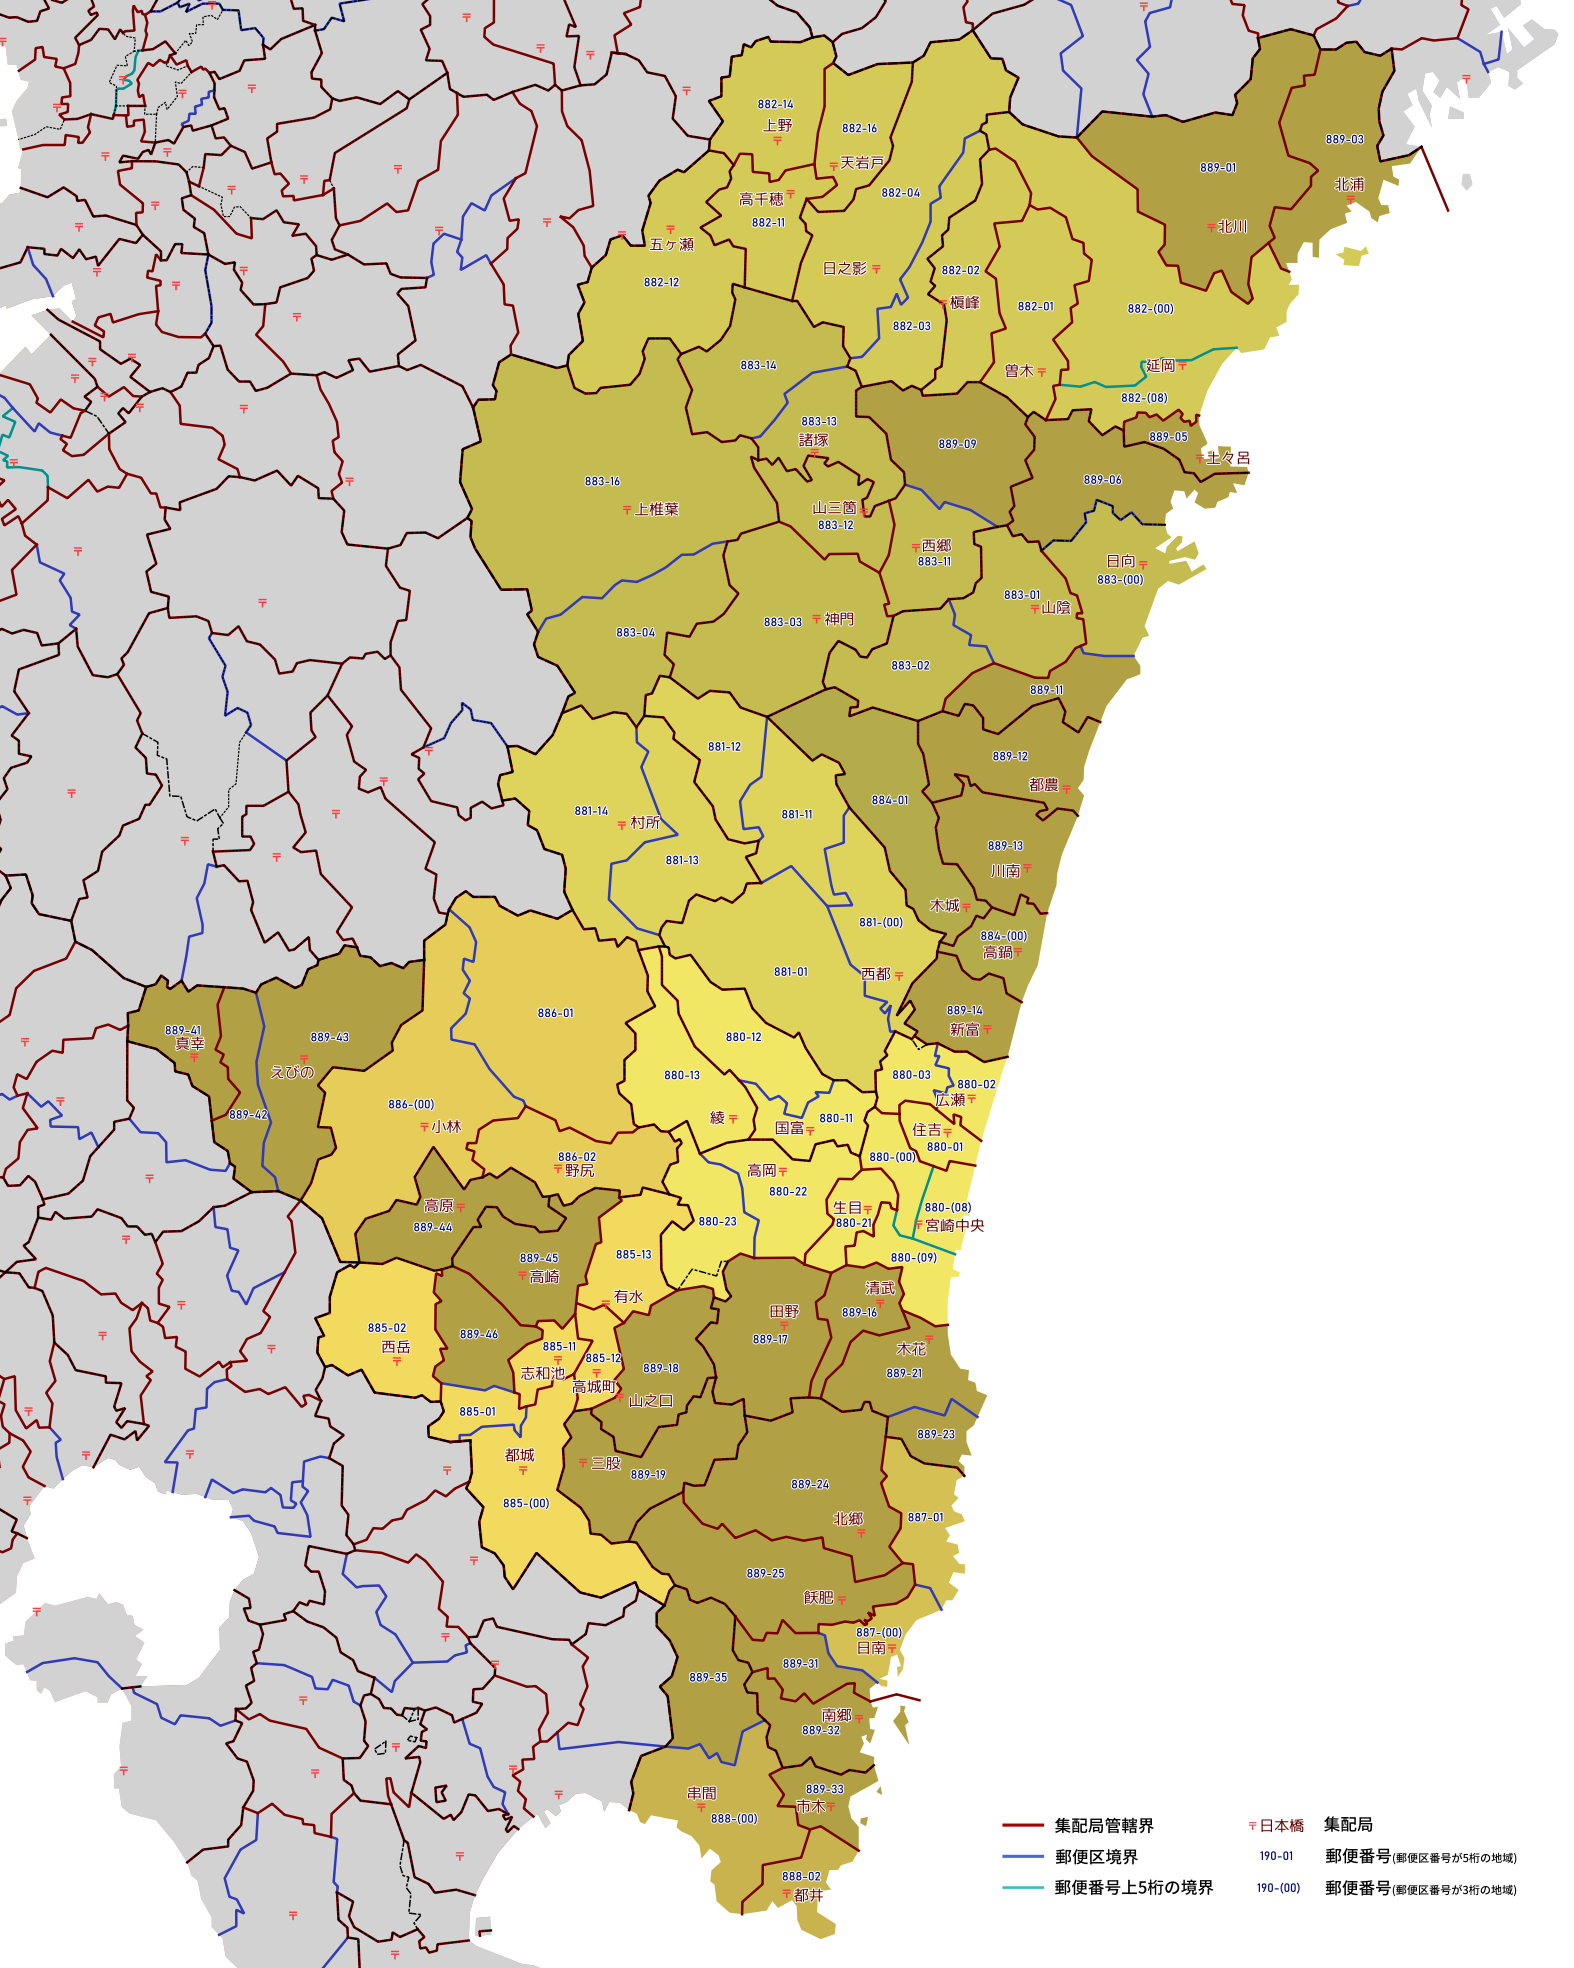 882-14
上野
882-16
天岩戸
889-03
889-01
北浦
北川
882-04
高千穂
882-11
五ヶ瀬
882-12
日之影
882-02
槇峰
882-01
882-(00)
882-03
883-14
曽木
延岡
882-(08)
883-13
諸塚
889-09
889-05
土々呂
889-06
883-16
上椎葉
山三箇
883-12
西郷
883-11
日向
883-(00)
883-01
山陰
883-04
883-03
神門
883-02
889-11
881-12
889-12
都農
884-01
881-14
村所
881-11
881-13
889-13
川南
木城
881-(00)
884-(00)
高鍋
881-01
西都
886-01
889-14
新富
889-41
真幸
889-43
えびの
880-12
889-42
886-(00)
小林
880-13
880-03
880-02
広瀬
綾
国富
880-11
住吉
880-01
880-(00)
886-02
野尻
高岡
880-22
高原
889-44
880-23
生目
880-21
880-(08)
宮崎中央
880-(09)
885-13
889-45
高崎
有水
清武
889-16
田野
889-17
木花
889-21
885-02
西岳
889-46
885-11
志和池
885-12
高城町
889-18
山之口
885-01
889-23
都城
三股
889-19
885-(00)
889-24
北郷
887-01
889-25
飫肥
887-(00)
日南
889-31
889-35
南郷
889-32
串間
888-(00)
889-33
市木
888-02
都井
集配局管轄界
日本橋
集配局
郵便区境界
190-01
郵便番号(郵便区番号が5桁の地域)
郵便番号上5桁の境界
190-(00)
郵便番号(郵便区番号が3桁の地域)